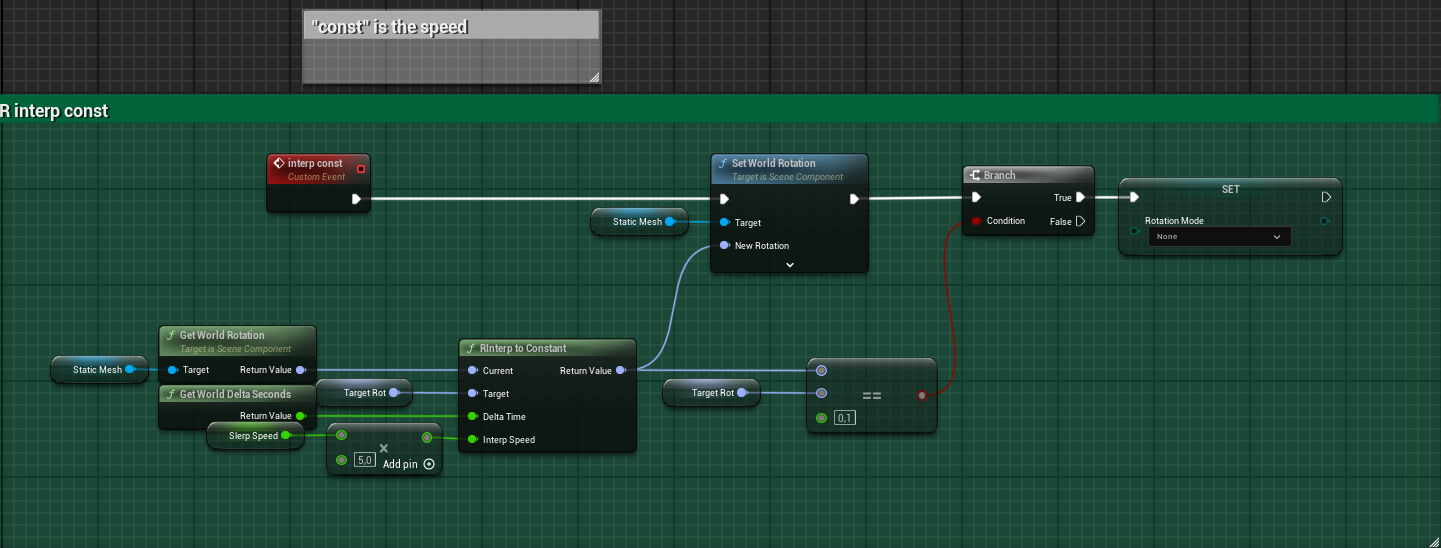 "const" is the speed
R interp const
interp const
Custom Event
Set World Rotation
Target is Scene Component
Static Mesh
Target
New Rotation
Branch
True
Condition
False
SET
Rotation Mode
None
Get World Rotation
Target is Scene Component
Static Mesh
Target
Return Value
Get World Delta Seconds
Return Value
Target Rot
Slerp Speed
5,0
Add pin
RInterp to Constant
Current
Return Value
Target
Delta Time
Interp Speed
Target Rot
==
0,1